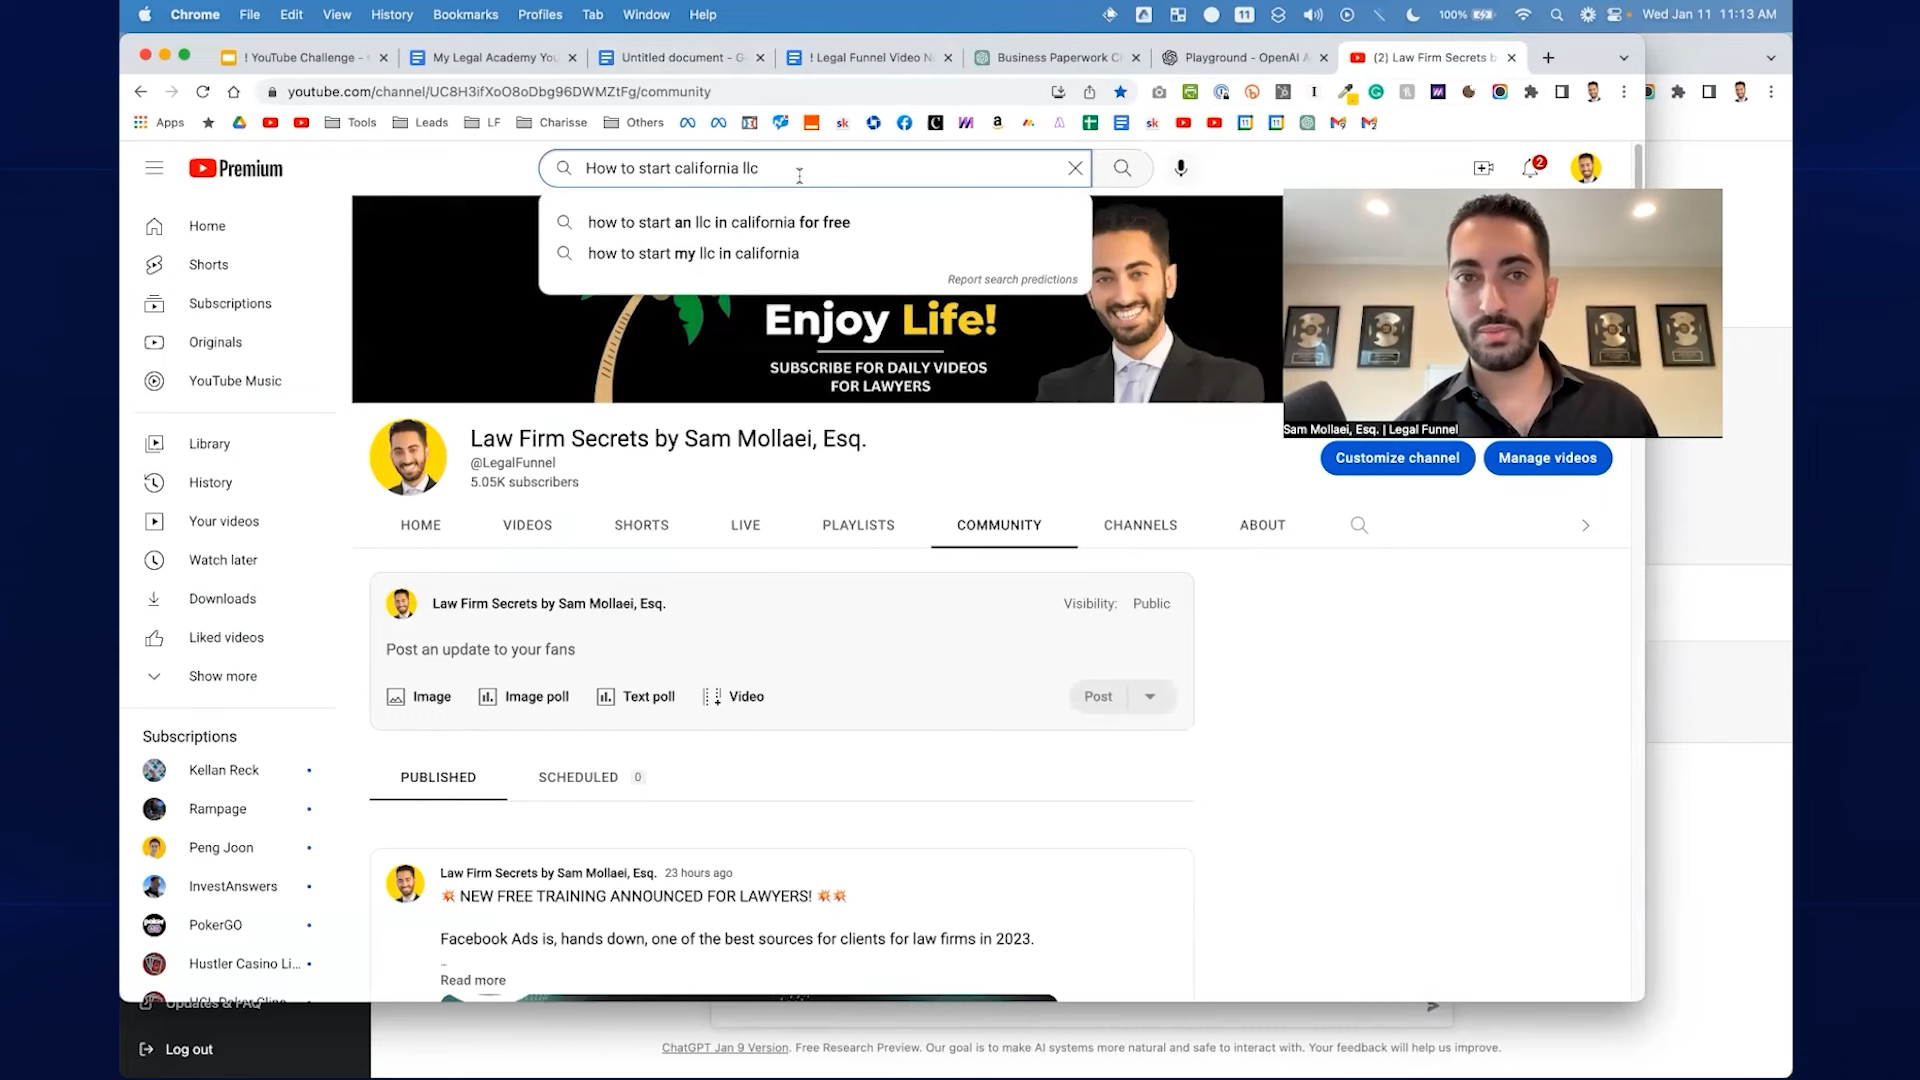 Chrome File Edit View History Bookmarks Profiles Tab Window Help 11 100% Wed Jan 11 11:13 AM
! YouTube Challenge - My Legal Academy You Untitled document - G ! Legal Funnel Video N Business Paperwork C Playground - OpenAI A (2) Law Firm Secrets b
youtube.com/channel/UC8H3ifXoO8oDbg96DWMZtFg/community
Apps Tools Leads LF Charisse Others
Premium
How to start california llc
2
how to start an llc in california for free
how to start my llc in california
Report search predictions
Home
Shorts
Subscriptions
Originals
YouTube Music
Library
History
Your videos
Watch later
Downloads
Liked videos
Show more
Subscriptions
Kellan Reck
Rampage
Peng Joon
InvestAnswers
PokerGO
Hustler Casino Li...
Updates & FAQ
Log out
Enjoy Life!
SUBSCRIBE FOR DAILY VIDEOS
FOR LAWYERS
Sam Mollaei, Esq. | Legal Funnel
Law Firm Secrets by Sam Mollaei, Esq.
@LegalFunnel
5.05K subscribers
Customize channel Manage videos
HOME VIDEOS SHORTS LIVE PLAYLISTS COMMUNITY CHANNELS ABOUT
Law Firm Secrets by Sam Mollaei, Esq. Visibility: Public
Post an update to your fans
Image Image poll Text poll Video Post
PUBLISHED SCHEDULED 0
Law Firm Secrets by Sam Mollaei, Esq. 23 hours ago
💥 NEW FREE TRAINING ANNOUNCED FOR LAWYERS! 💥💥
Facebook Ads is, hands down, one of the best sources for clients for law firms in 2023.
..
Read more
ChatGPT Jan 9 Version. Free Research Preview. Our goal is to make AI systems more natural and safe to interact with. Your feedback will help us improve.